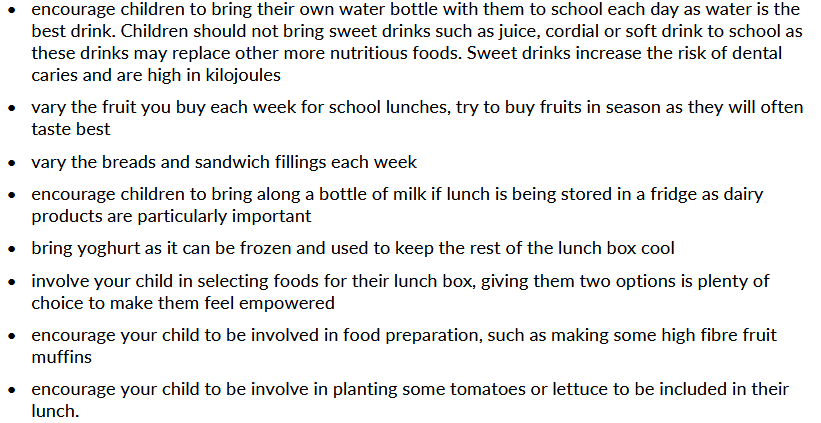 • encourage children to bring their own water bottle with them to school each day as water is the
best drink. Children should not bring sweet drinks such as juice, cordial or soft drink to school as
these drinks may replace other more nutritious foods. Sweet drinks increase the risk of dental
caries and are high in kilojoules
• vary the fruit you buy each week for school lunches, try to buy fruits in season as they will often
taste best
• vary the breads and sandwich fillings each week
• encourage children to bring along a bottle of milk if lunch is being stored in a fridge as dairy
products are particularly important
• bring yoghurt as it can be frozen and used to keep the rest of the lunch box cool
• involve your child in selecting foods for their lunch box, giving them two options is plenty of
choice to make them feel empowered
• encourage your child to be involved in food preparation, such as making some high fibre fruit
muffins
• encourage your child to be involve in planting some tomatoes or lettuce to be included in their
lunch.